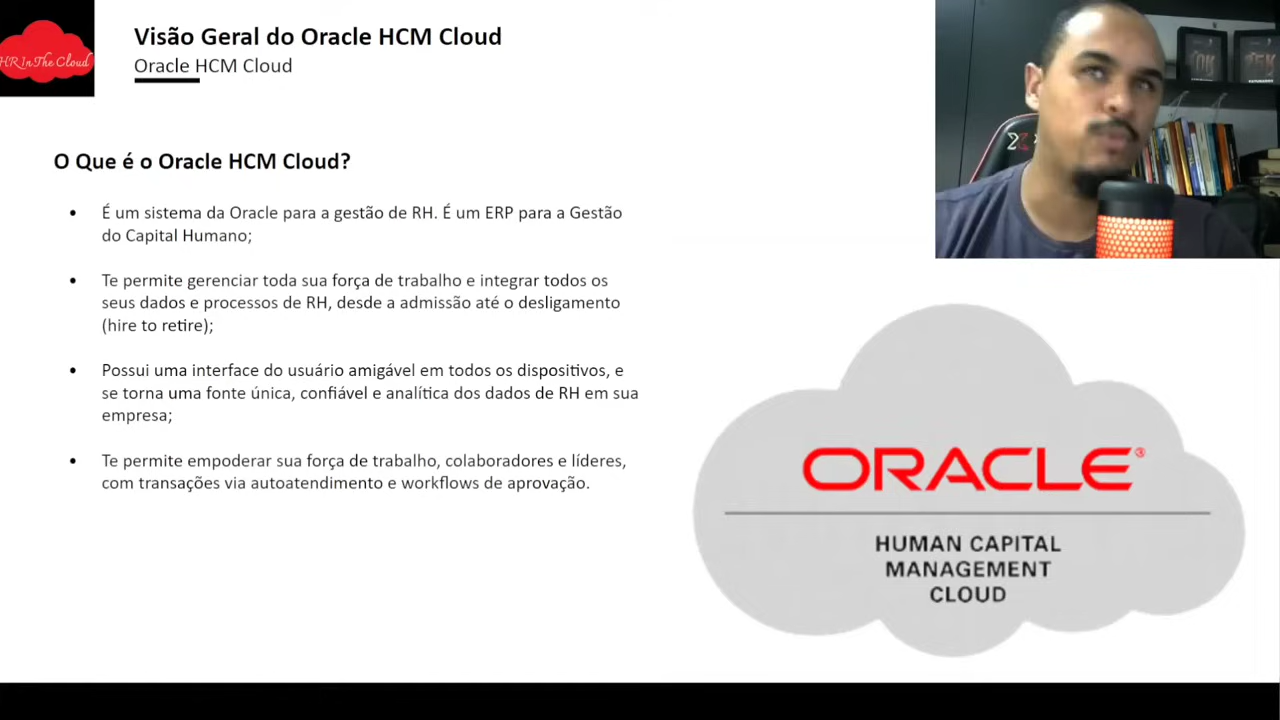 HR In The Cloud
Visão Geral do Oracle HCM Cloud
Oracle HCM Cloud
O Que é o Oracle HCM Cloud?
• É um sistema da Oracle para a gestão de RH. É um ERP para a Gestão
do Capital Humano;
• Te permite gerenciar toda sua força de trabalho e integrar todos os
seus dados e processos de RH, desde a admissão até o desligamento
(hire to retire);
• Possui uma interface do usuário amigável em todos os dispositivos, e
se torna uma fonte única, confiável e analítica dos dados de RH em sua
empresa;
• Te permite empoderar sua força de trabalho, colaboradores e líderes,
com transações via autoatendimento e workflows de aprovação.
ORACLE®
HUMAN CAPITAL
MANAGEMENT
CLOUD